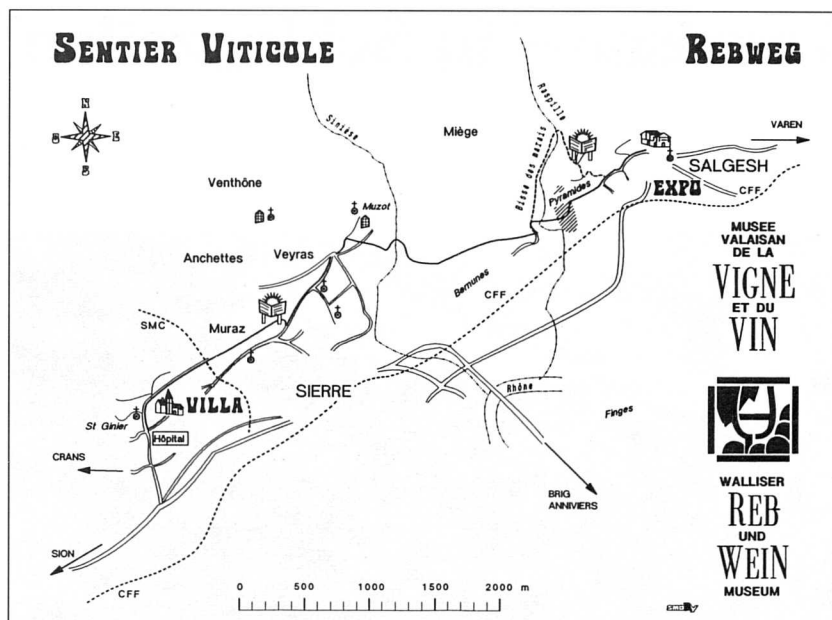 SENTIER VITICOLE
REBWEG
N
E
Sinièse
Raspille
Miège
VAREN
Bisse des marais
Venthône
SALGESH
Muzot
Pyramides
EXPO
CFF
Anchettes
Veyras
MUSEE
VALAISAN
DE LA
VIGNE
ET DU
VIN
Bernunes
CFF
SMC
Muraz
SIERRE
Rhône
VILLA
St Ginier
Hôpital
Finges
CRANS
WALLISER
REB
UND
WEIN
MUSEUM
BRIG
ANNIVIERS
SION
CFF
0 500 1000 1500 2000 m